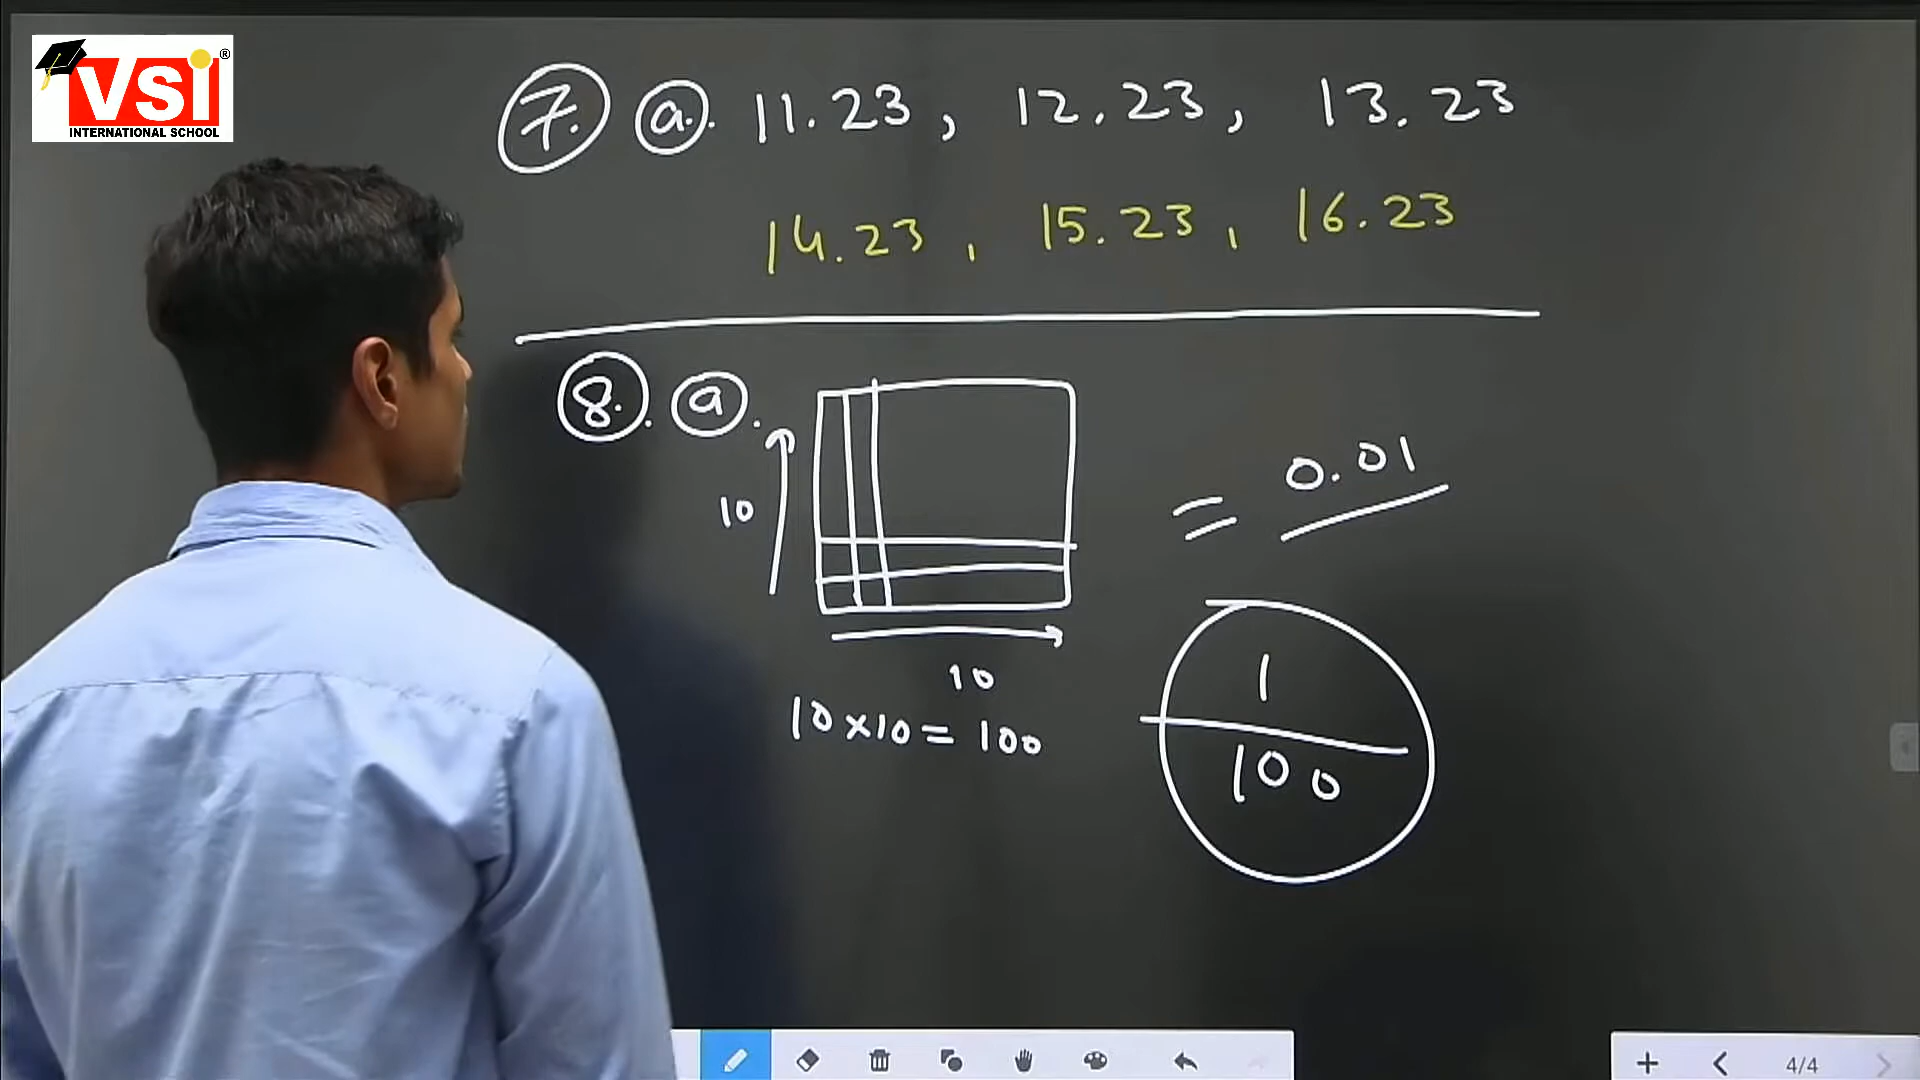 VSI ®
INTERNATIONAL SCHOOL
7. a. 11.23, 12.23, 13.23
14.23, 15.23, 16.23
8. a.
10
= 0.01
10
10×10=100
1
100
4/4